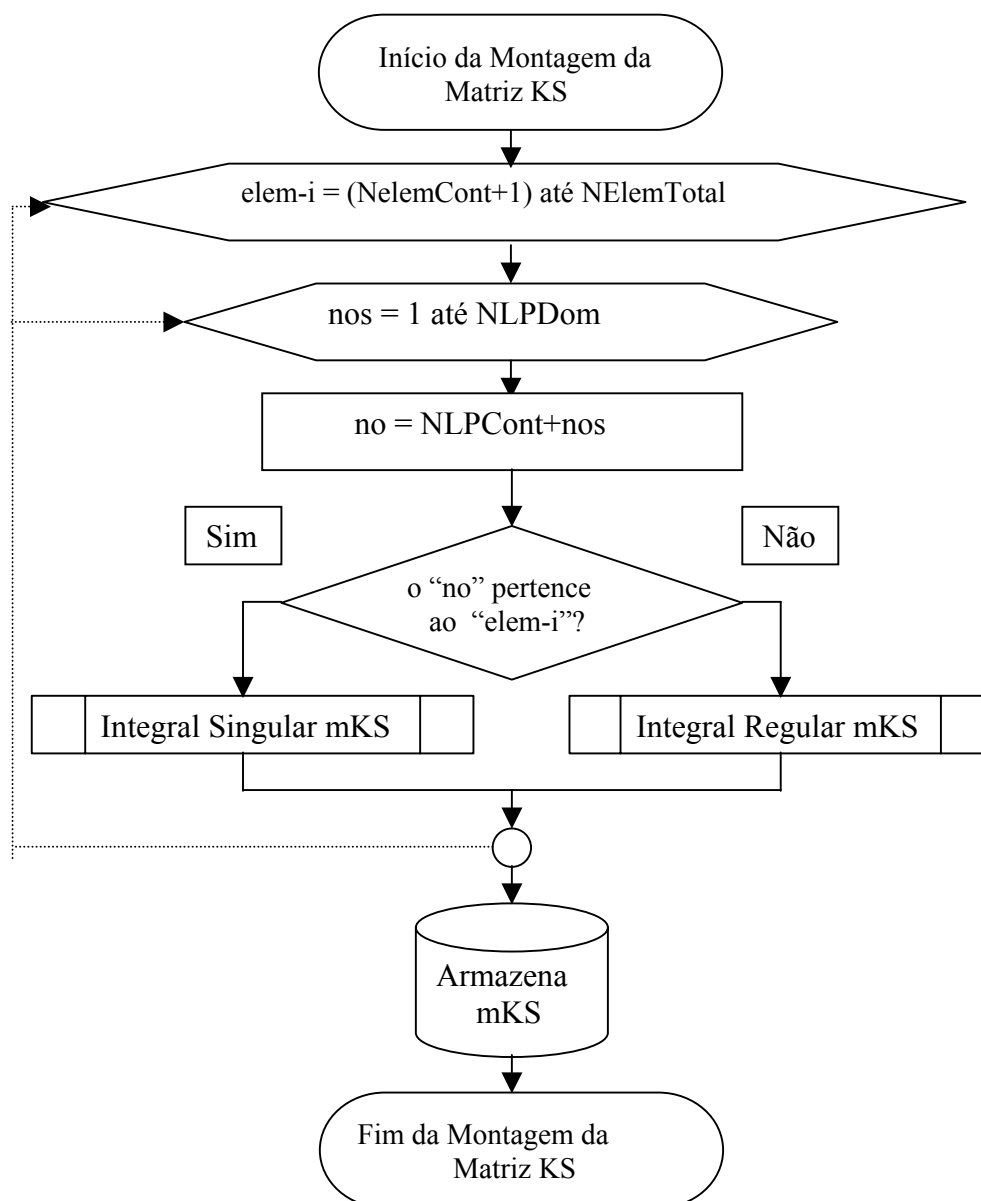 Início da Montagem da
Matriz KS
elem-i = (NelemCont+1) até NElemTotal
nos = 1 até NLPDom
no = NLPCont+nos
Sim
Não
o “no” pertence
ao “elem-i”?
Integral Singular mKS
Integral Regular mKS
Armazena
mKS
Fim da Montagem da
Matriz KS